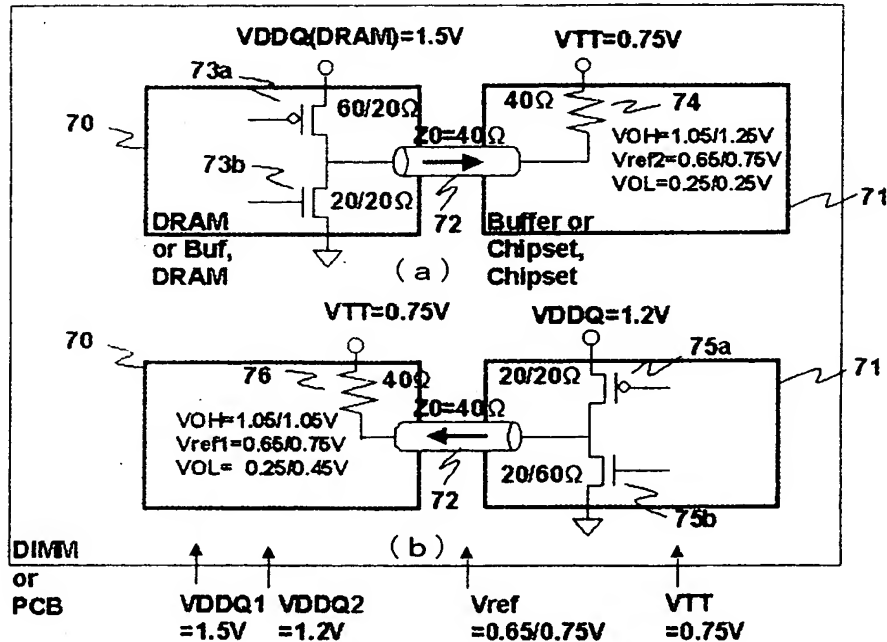 VDDQ(DRAM)=1.5V
VTT=0.75V
73a
70
60/20Ω
40Ω
74
Z0=40Ω
VOH=1.05/1.25V
Vref2=0.65/0.75V
VOL=0.25/0.25V
73b
20/20Ω
72
71
DRAM
or Buf,
DRAM
Buffer or
Chipset,
Chipset
(a)
VTT=0.75V
VDDQ=1.2V
70
75a
71
76
40Ω
20/20Ω
Z0=40Ω
VOH=1.05/1.05V
Vref1=0.65/0.75V
VOL= 0.25/0.45V
20/60Ω
72
75b
(b)
DIMM
or
PCB
VDDQ1
=1.5V
VDDQ2
=1.2V
Vref
=0.65/0.75V
VTT
=0.75V